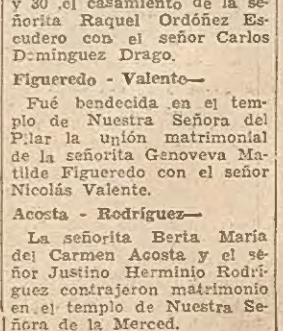 y 30 el casamiento de la se-
ñorita Raquel Ordóñez Es-
cudero con el señor Carlos
Dominguez Drago.
Figueredo - Valente—
Fué bendecida en el tem-
plo de Nuestra Señora del
Pilar la unión matrimonial
de la señorita Genoveva Ma-
tilde Figueredo con el señor
Nicolás Valente.
Acosta - Rodríguez—
La señorita Berta María
del Carmen Acosta y el se-
ñor Justino Herminio Rodrí-
guez contrajeron matrimonio
en el templo de Nuestra Se-
ñora de la Merced.